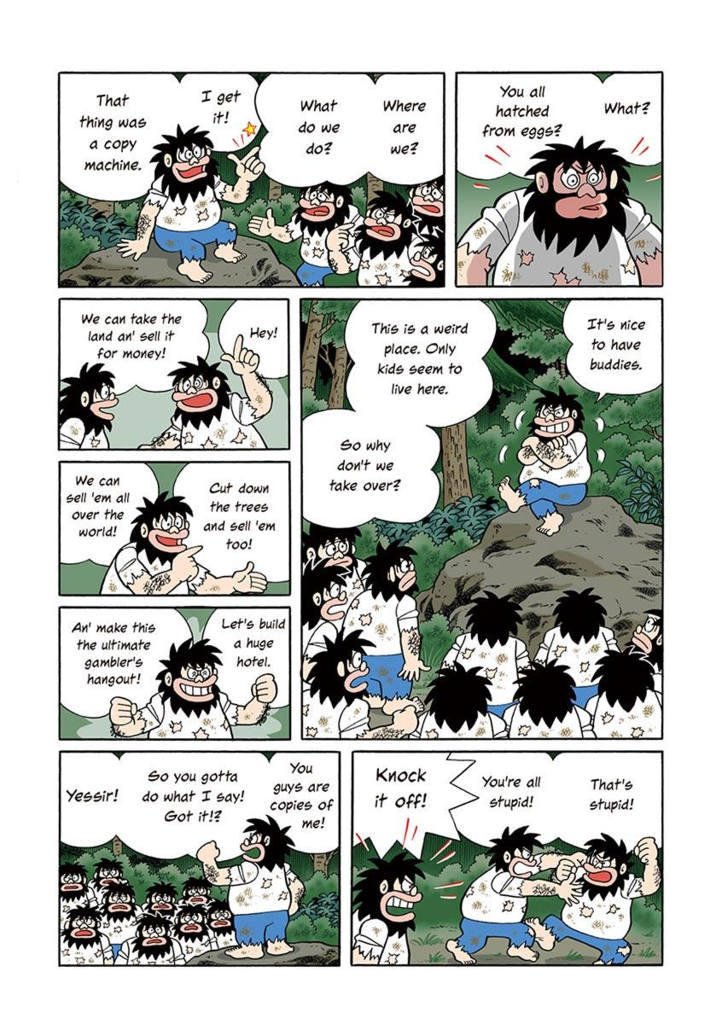 What?
You all
hatched
from eggs?
Where
are
we?
What
do we
do?
I get
it!
That
thing was
a copy
machine.
It's nice
to have
buddies.
This is a weird
place. Only
kids seem to
live here.
So why
don't we
take over?
Hey!
We can take the
land an' sell it
for money!
Cut down
the trees
and sell 'em
too!
We can
sell 'em all
over the
world!
Let's build
a huge
hotel.
An' make this
the ultimate
gambler's
hangout!
That's
stupid!
You're all
stupid!
Knock
it off!
You
guys are
copies of
me!
So you gotta
do what I say!
Got it!?
Yessir!